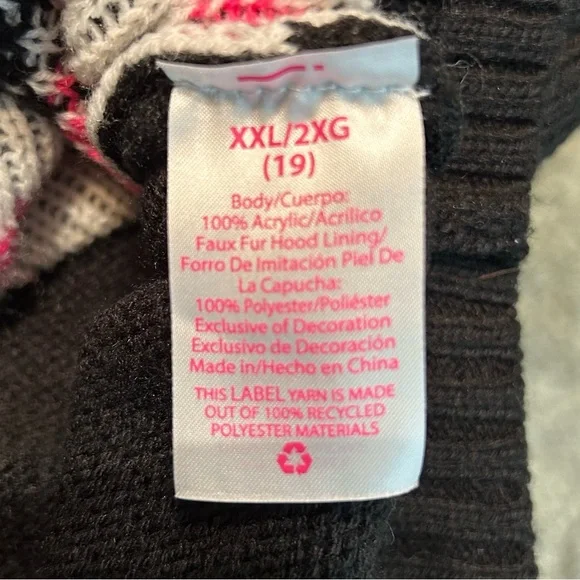 XXL/2XG
(19)
Body/Cuerpo:
100% Acrylic/Acrílico
Faux Fur Hood Lining/
Forro De Imitación Piel De
La Capucha:
100% Polyester/Poliéster
Exclusive of Decoration
Exclusivo de Decoración
Made in/Hecho en China
THIS LABEL YARN IS MADE
OUT OF 100% RECYCLED
POLYESTER MATERIALS